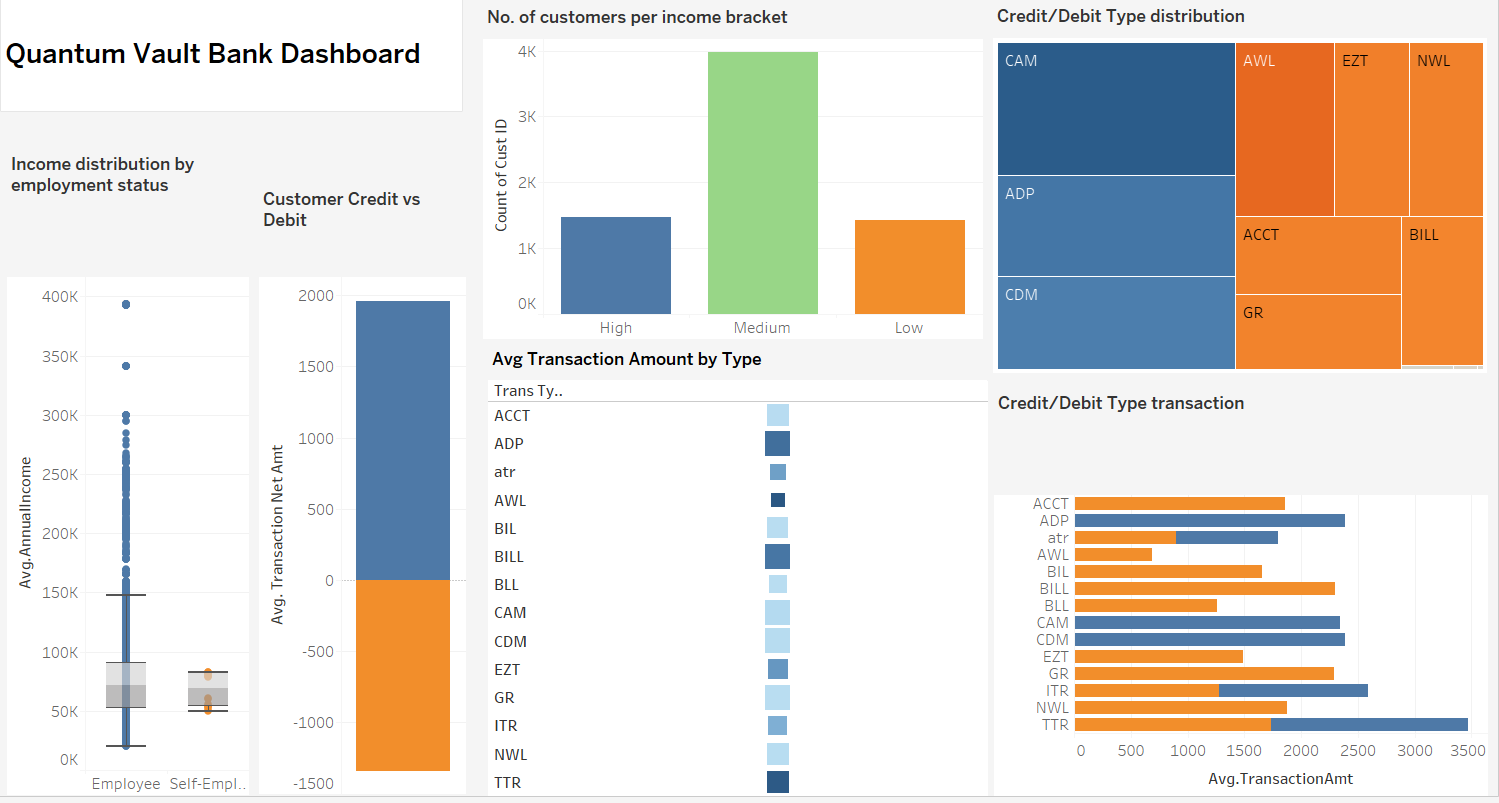 Quantum Vault Bank Dashboard
Income distribution by
employment status
Avg.AnnualIncome
400K
350K
300K
250K
200K
150K
100K
50K
0K
Employee
Self-Empl..
Customer Credit vs
Debit
Avg. Transaction Net Amt
2000
1500
1000
500
0
-500
-1000
-1500
No. of customers per income bracket
Count of Cust ID
4K
3K
2K
1K
0K
High
Medium
Low
Avg Transaction Amount by Type
Trans Ty..
ACCT
ADP
atr
AWL
BIL
BILL
BLL
CAM
CDM
EZT
GR
ITR
NWL
TTR
Credit/Debit Type distribution
CAM
ADP
CDM
AWL
EZT
NWL
ACCT
GR
BILL
Credit/Debit Type transaction
ACCT
ADP
atr
AWL
BIL
BILL
BLL
CAM
CDM
EZT
GR
ITR
NWL
TTR
0 500 1000 1500 2000 2500 3000 3500
Avg.TransactionAmt